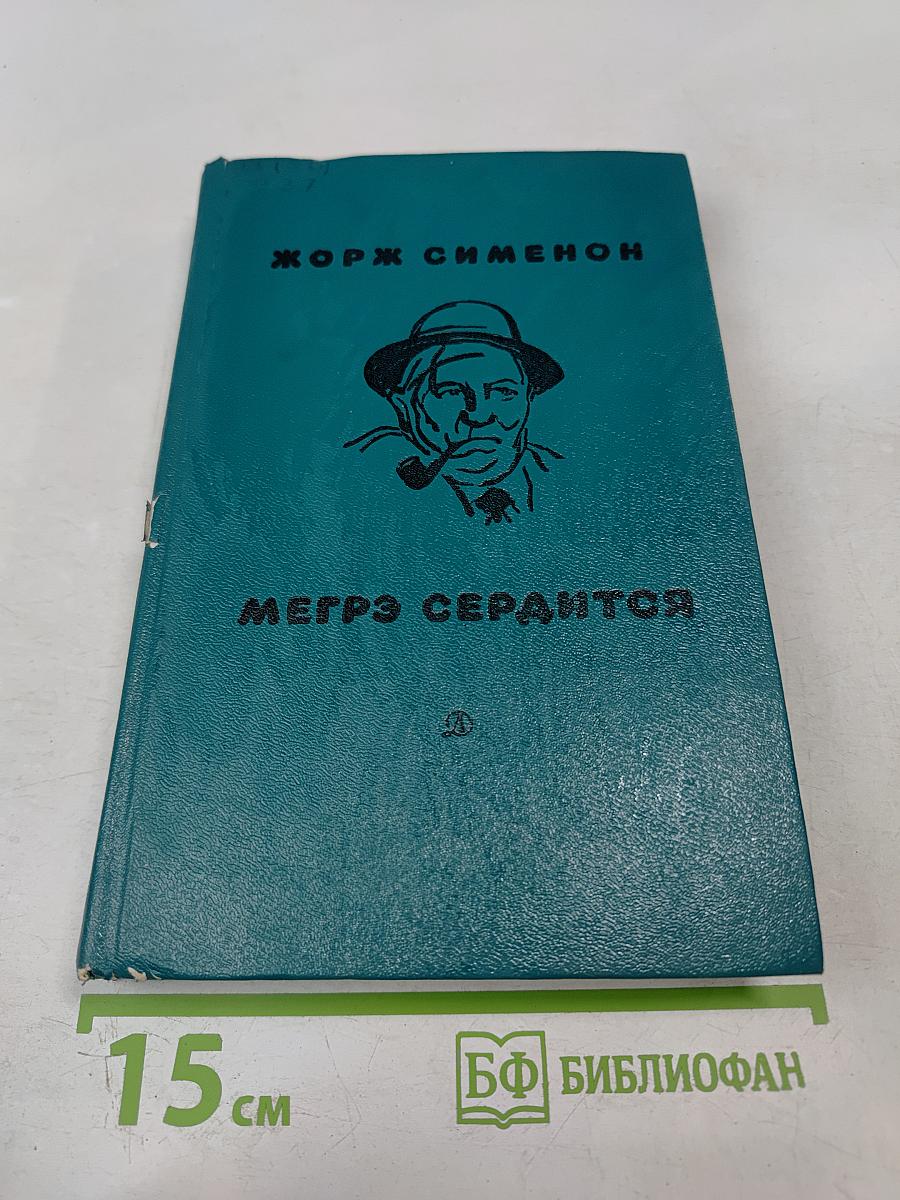 ЖОРЖ СИМЕНОН
МЕГРЭ СЕРДИТСЯ
15 см
БФ БИБЛИОФАН